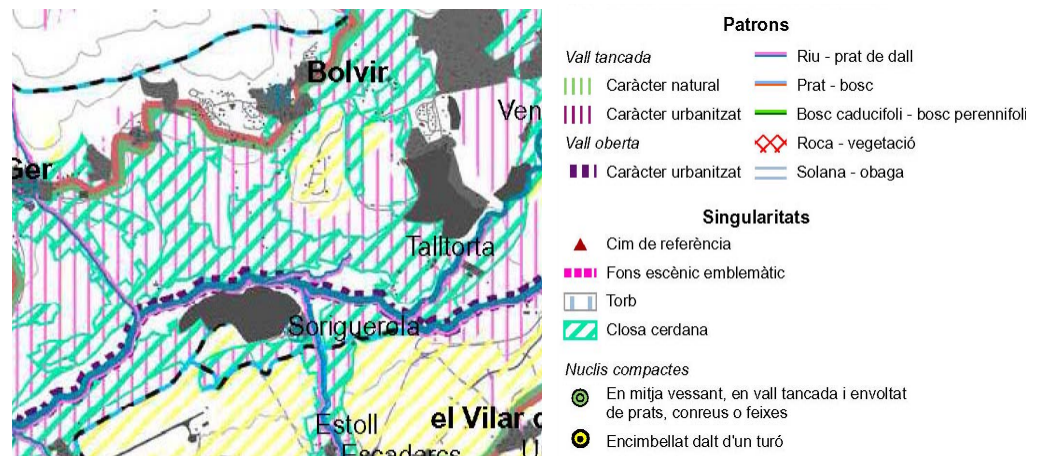 Bolvir
Ven
Ger
Talltorta
Soriguerola
Estoll
el Vilar d
Escadarcs
U
Patrons
Vall tancada
Caràcter natural
Caràcter urbanitzat
Vall oberta
Caràcter urbanitzat
Riu - prat de dall
Prat - bosc
Bosc caducifoli - bosc perennifoli
Roca - vegetació
Solana - obaga
Singularitats
Cim de referència
Fons escènic emblemàtic
Torb
Closa cerdana
Nuclis compactes
En mitja vessant, en vall tancada i envoltat
de prats, conreus o feixes
Encimbellat dalt d'un turó